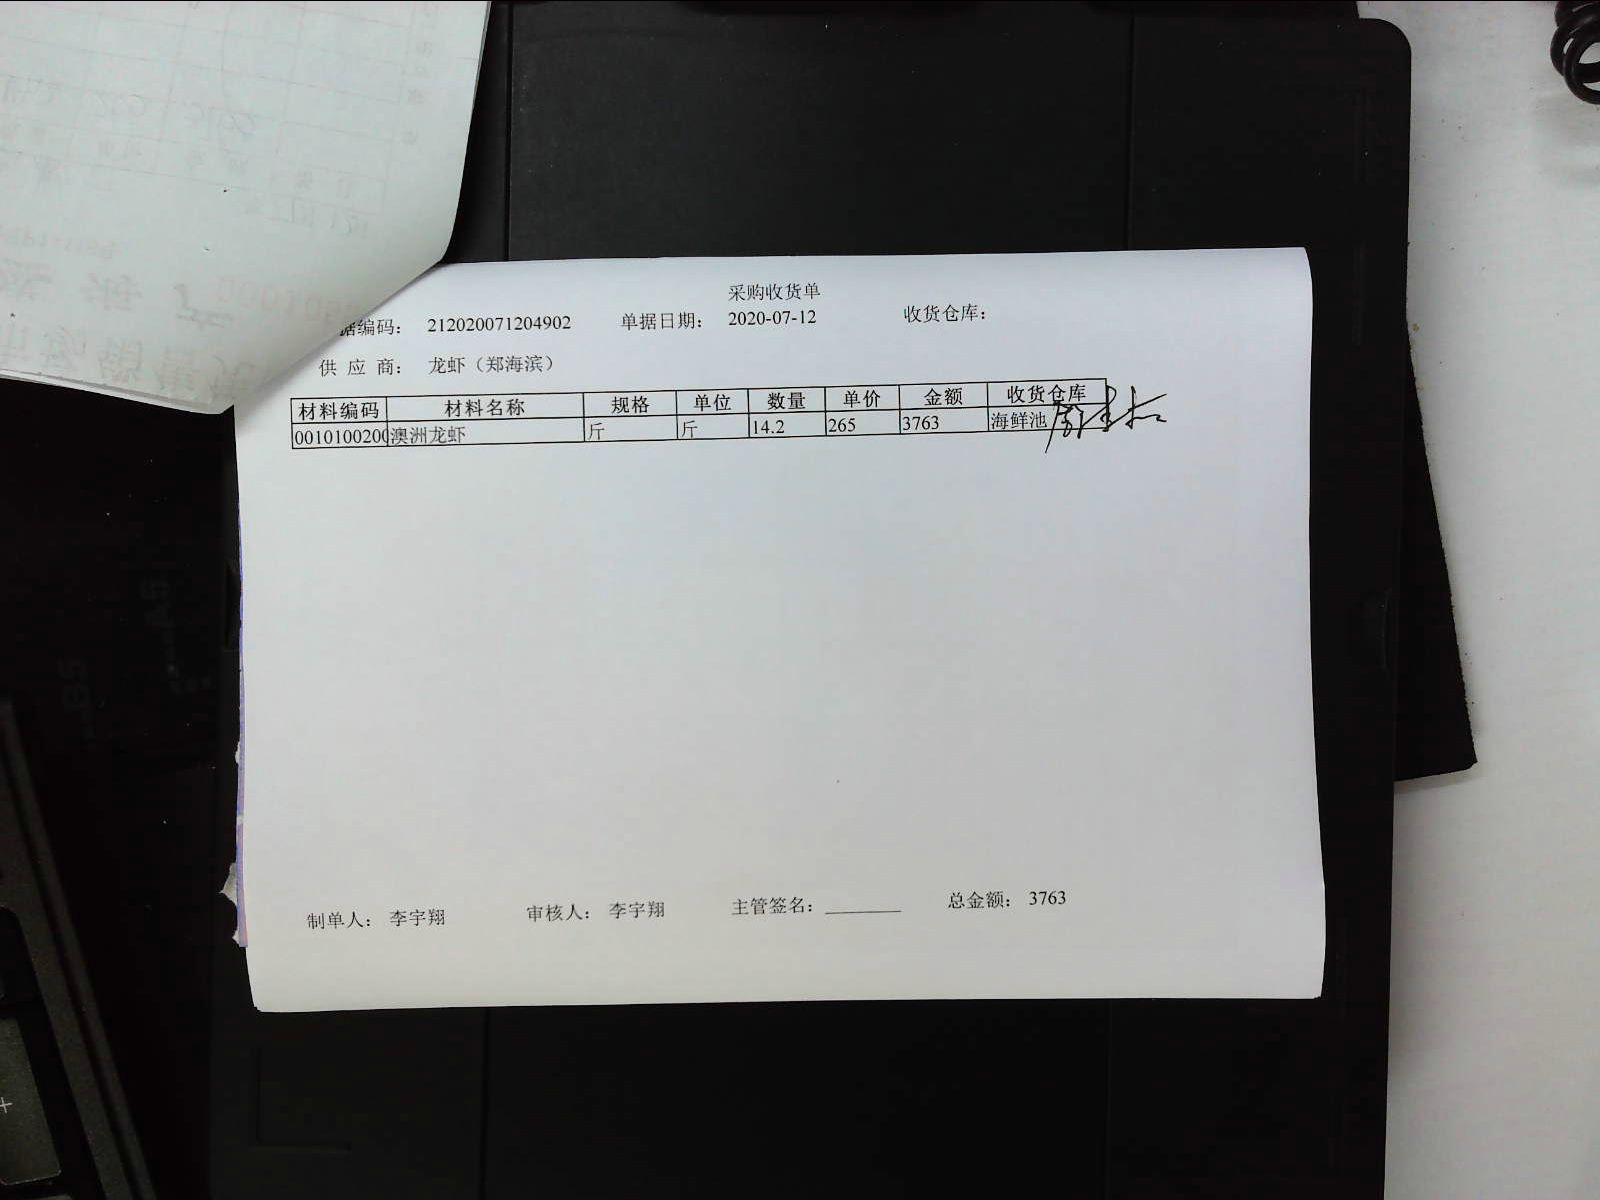 采购收货单
据编码: 212020071204902 单据日期: 2020-07-12 收货仓库:
供 应 商: 龙虾（郑海滨）
材料编码 材料名称 规格 单位 数量 单价 金额 收货仓库
0010100200 澳洲龙虾 斤 斤 14.2 265 3763 海鲜池
制单人: 李宇翔 审核人: 李宇翔 主管签名: 总金额: 3763